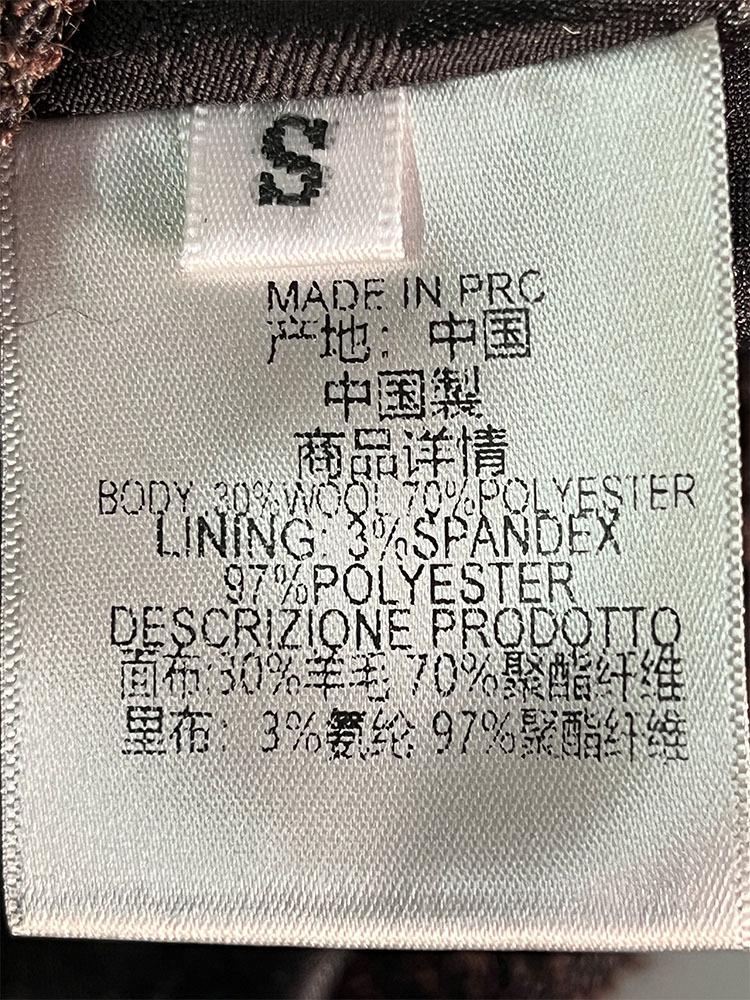 S
MADE IN PRC
产地: 中国
中国製
商品详情
BODY:30%WOOL 70%POLYESTER
LINING: 3%SPANDEX
97%POLYESTER
DESCRIZIONE PRODOTTO
面布:30%羊毛 70%聚酯纤维
里布: 3%氨纶 97%聚酯纤维